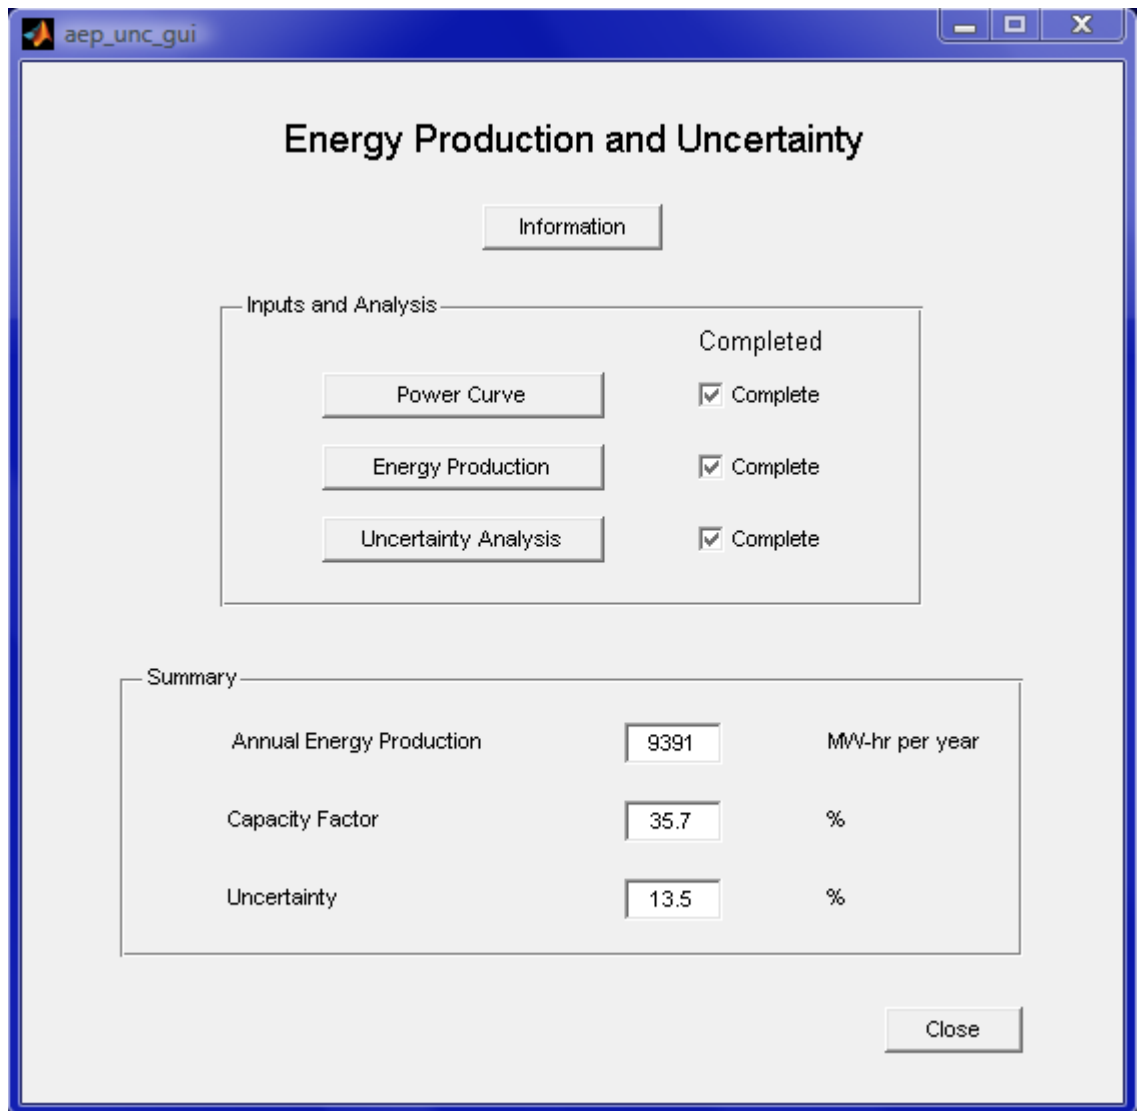 aep_unc_gui
Energy Production and Uncertainty
Information
Inputs and Analysis
Completed
Power Curve Complete
Energy Production Complete
Uncertainty Analysis Complete
Summary
Annual Energy Production 9391 MW-hr per year
Capacity Factor 35.7 %
Uncertainty 13.5 %
Close